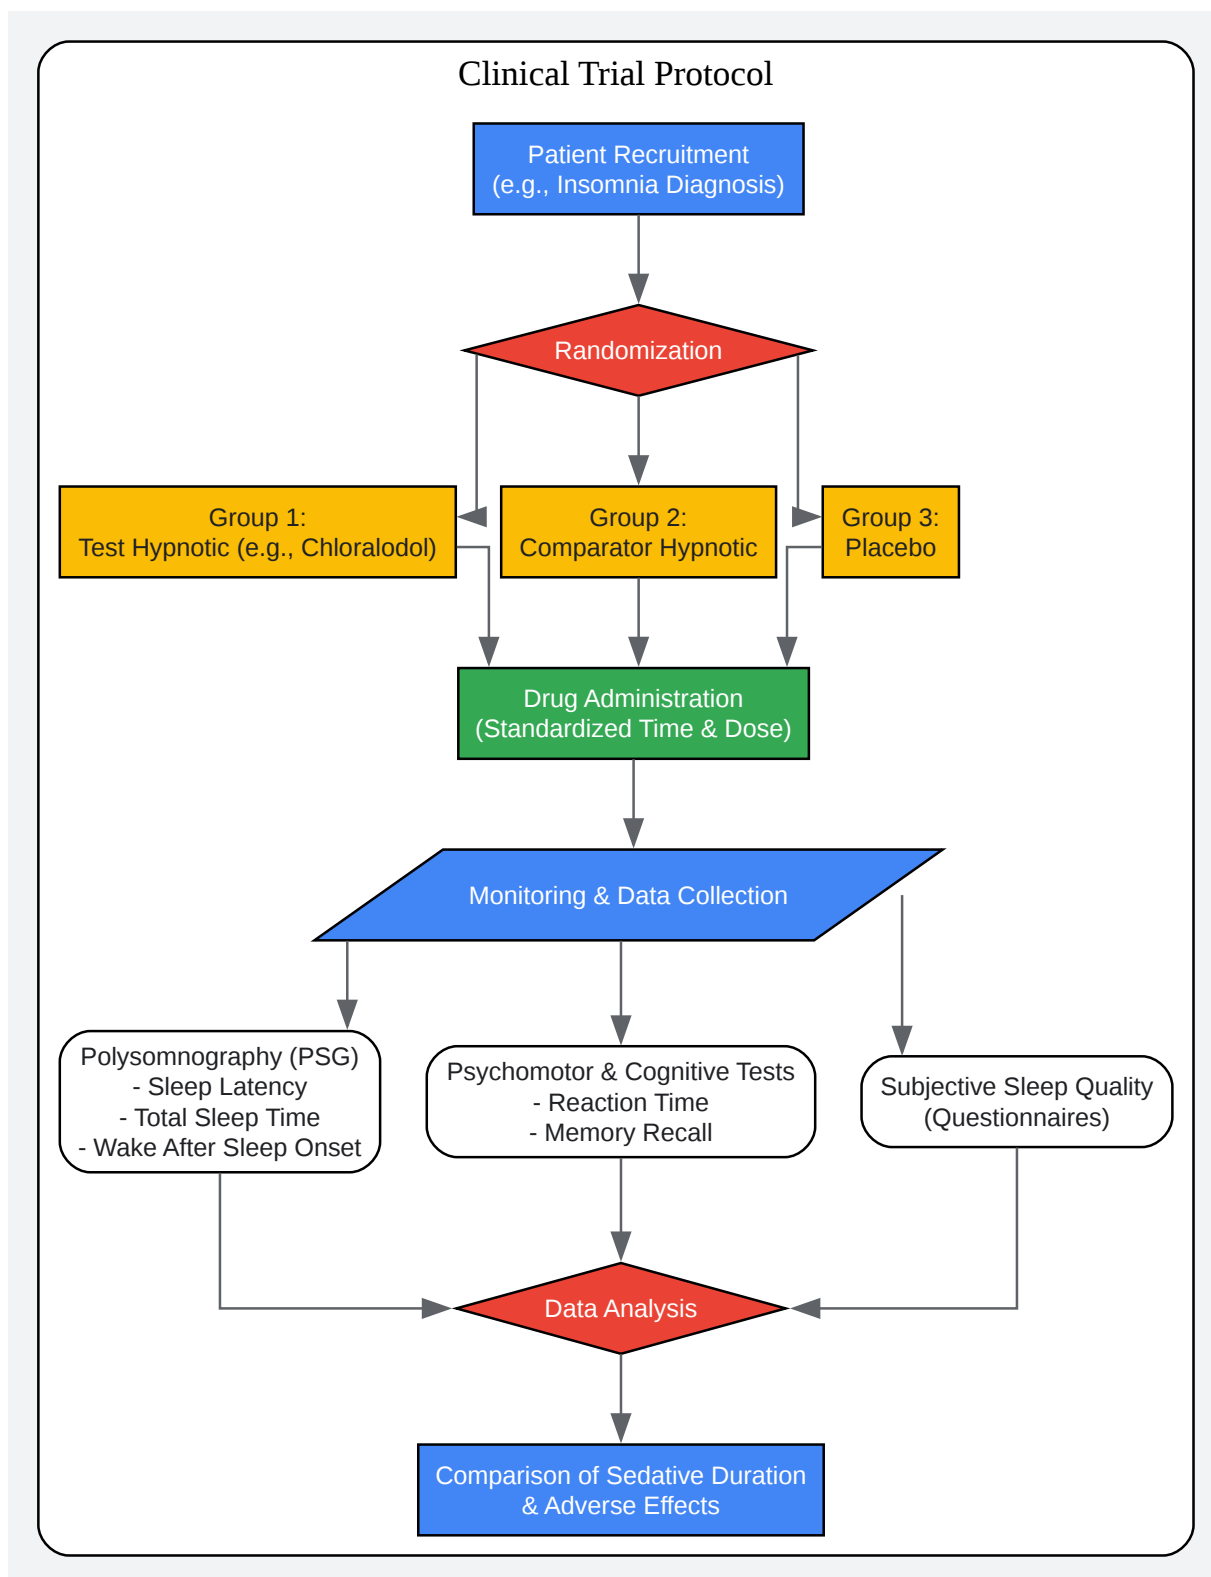 Clinical Trial Protocol
Patient Recruitment
(e.g., Insomnia Diagnosis)
Randomization
Group 1:
Test Hypnotic (e.g., Chloralodol)
Group 2:
Comparator Hypnotic
Group 3:
Placebo
Drug Administration
(Standardized Time & Dose)
Monitoring & Data Collection
Polysomnography (PSG)
- Sleep Latency
- Total Sleep Time
- Wake After Sleep Onset
Psychomotor & Cognitive Tests
- Reaction Time
- Memory Recall
Subjective Sleep Quality
(Questionnaires)
Data Analysis
Comparison of Sedative Duration
& Adverse Effects